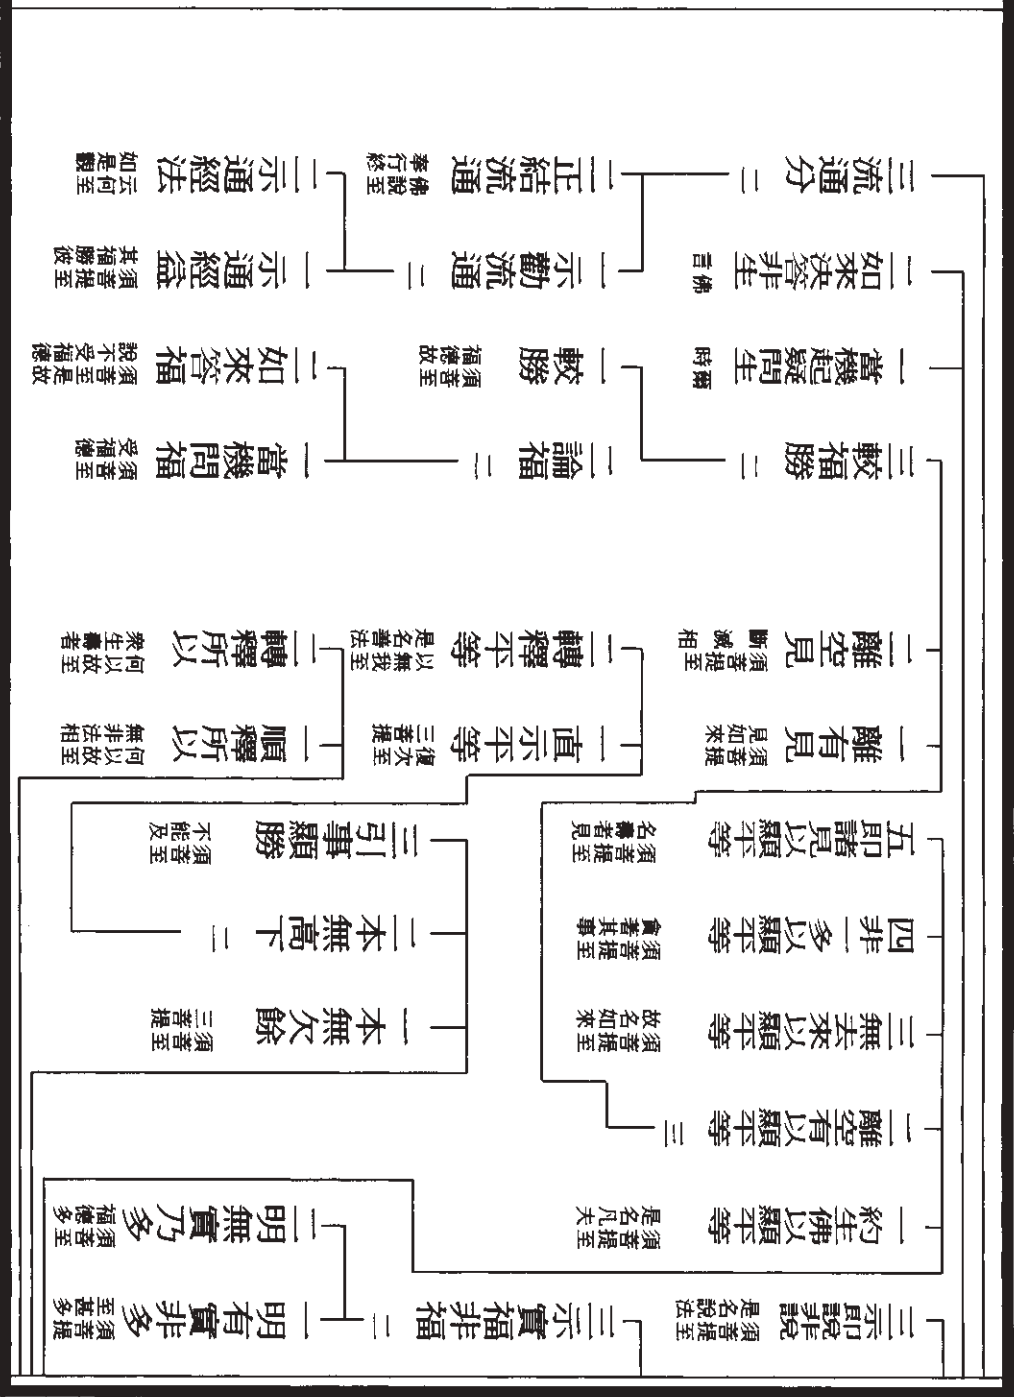 三示即說非說 須菩提至是名說法
三示實福非福 二
一明有實非多 須菩提至甚多
一約生佛以顯平等 須菩提至是名凡夫
二明無實乃多 須菩至福德多
二離空有以顯平等 三
三無去來以顯平等 須菩提至故名如來
一本無欠餘 須菩至三菩提
四非一多以顯平等 須菩提至貪著其事
二本無高下 二
五即諸見以顯平等 須菩提至名壽者見
三引事顯勝 須菩至不能及
一離有見 須菩提見如來
一直示平等 復次至三菩提
一順釋所以 何以故至無非法相
二離空見 須菩提至斷滅相
二轉釋平等 以無我至是名善法
二轉釋所以 何以故至眾生壽者
三較福勝 二
二論福 二
一當機問福 須菩至受福德
一當機起疑問生 爾時
一較勝 須菩至福德故
二如來答福 須菩至是故說不受福德
二如來決答非生 佛言
一示勸流通 二
一示通經益 須菩提至其福勝彼
三流通分 二
二正結流通 佛說至奉行終
二示通經法 云何至如是觀